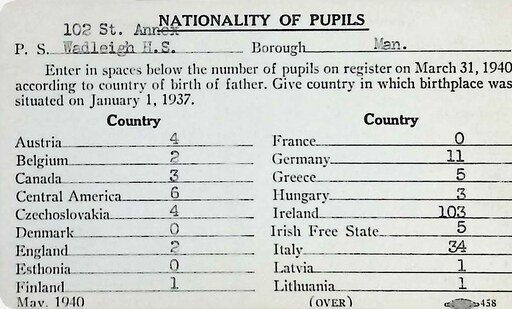 NATIONALITY OF PUPILS
102 St. Annex
P. S. Wadleigh H.S. Borough Man.
Enter in spaces below the number of pupils on register on March 31, 1940
according to country of birth of father. Give country in which birthplace was
situated on January 1, 1937.
Country Country
Austria 4 France 0
Belgium 2 Germany 11
Canada 3 Greece 5
Central America 6 Hungary 3
Czechoslovakia 4 Ireland 103
Denmark 0 Irish Free State 5
England 2 Italy 34
Esthonia 0 Latvia 1
Finland 1 Lithuania 1
May, 1940 (OVER) 458